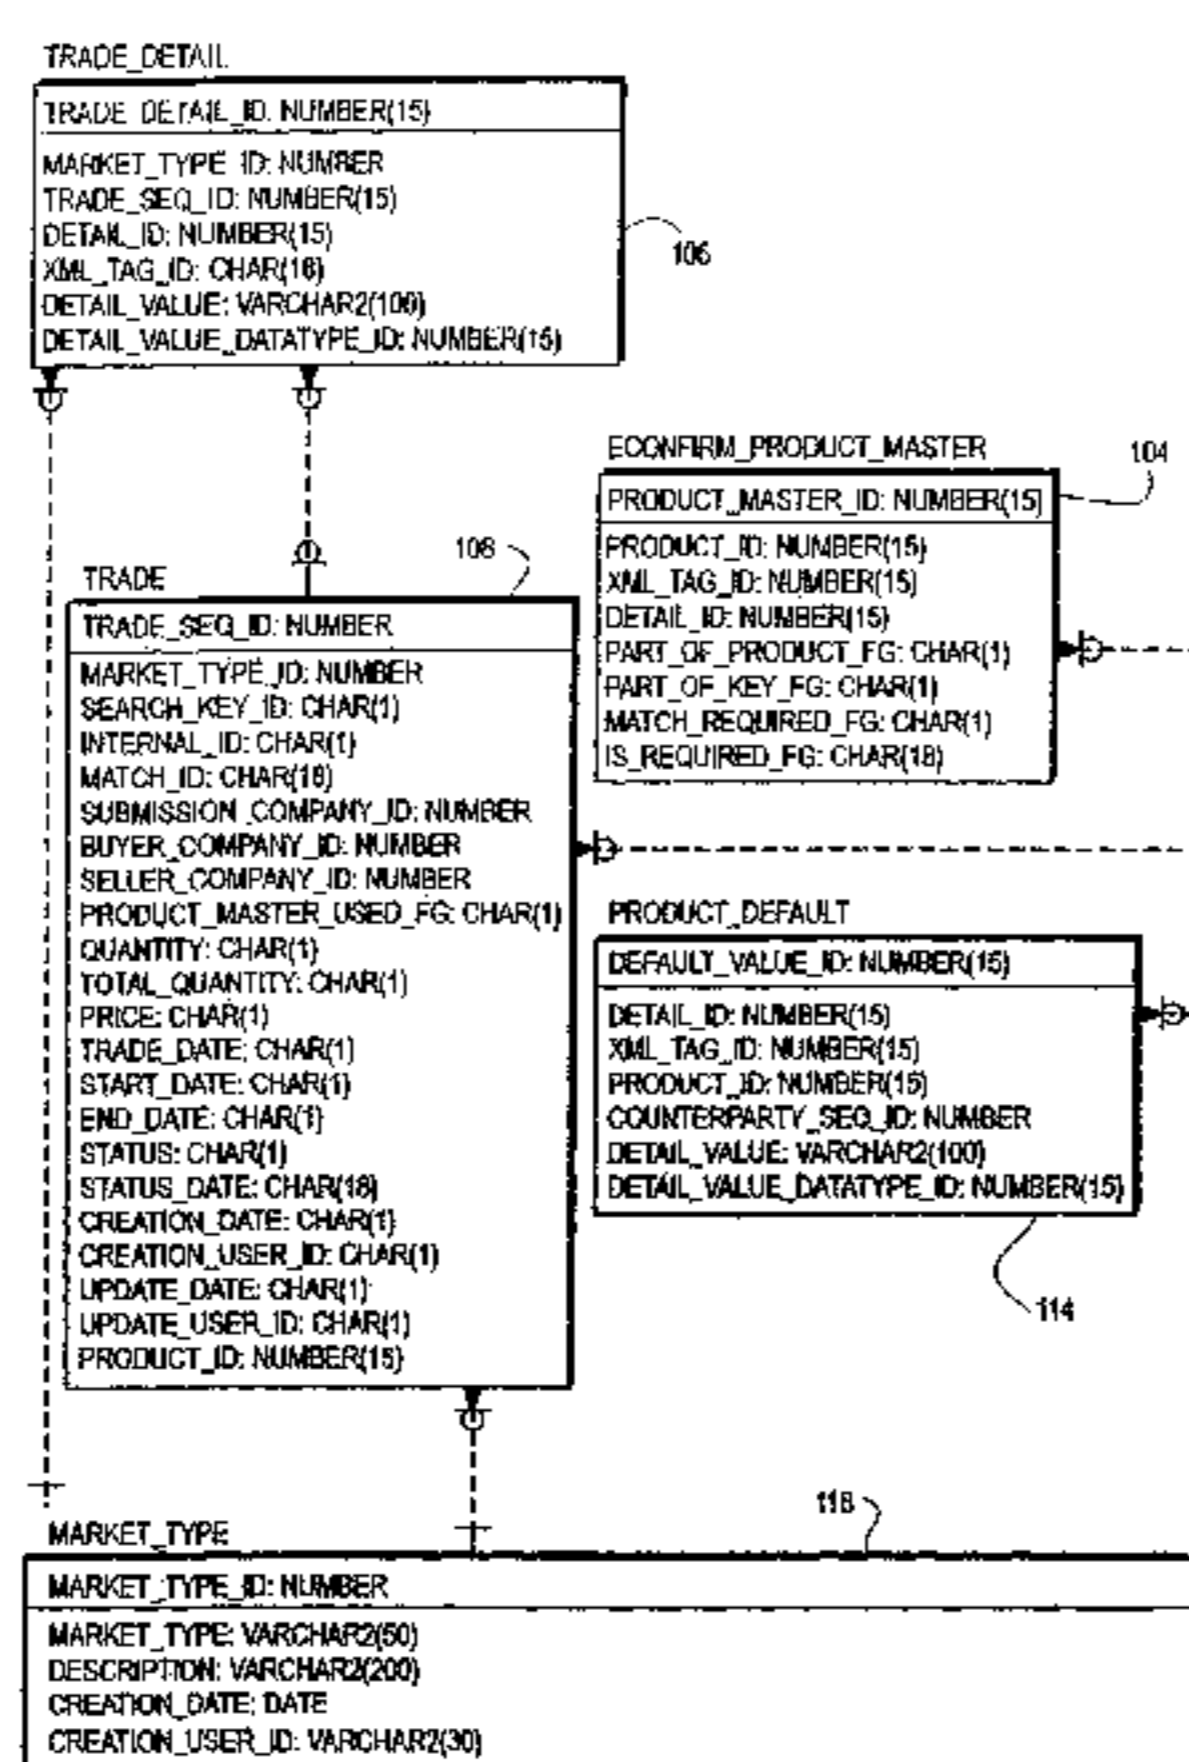 TRADE_DETAIL
TRADE_DETAIL_ID: NUMBER(15)
MARKET_TYPE_ID: NUMBER
TRADE_SEQ_ID: NUMBER(15)
DETAIL_ID: NUMBER(15)
XML_TAG_ID: CHAR(18)
DETAIL_VALUE: VARCHAR2(100)
DETAIL_VALUE_DATATYPE_ID: NUMBER(15)
106
ECONFIRM_PRODUCT_MASTER
104
PRODUCT_MASTER_ID: NUMBER(15)
PRODUCT_ID: NUMBER(15)
XML_TAG_ID: NUMBER(15)
DETAIL_ID: NUMBER(15)
PART_OF_PRODUCT_FG: CHAR(1)
PART_OF_KEY_FG: CHAR(1)
MATCH_REQUIRED_FG: CHAR(1)
IS_REQUIRED_FG: CHAR(18)
108
TRADE
TRADE_SEQ_ID: NUMBER
MARKET_TYPE_ID: NUMBER
SEARCH_KEY_ID: CHAR(1)
INTERNAL_ID: CHAR(1)
MATCH_ID: CHAR(18)
SUBMISSION_COMPANY_ID: NUMBER
BUYER_COMPANY_ID: NUMBER
SELLER_COMPANY_ID: NUMBER
PRODUCT_MASTER_USED_FG: CHAR(1)
QUANTITY: CHAR(1)
TOTAL_QUANTITY: CHAR(1)
PRICE: CHAR(1)
TRADE_DATE: CHAR(1)
START_DATE: CHAR(1)
END_DATE: CHAR(1)
STATUS: CHAR(1)
STATUS_DATE: CHAR(18)
CREATION_DATE: CHAR(1)
CREATION_USER_ID: CHAR(1)
UPDATE_DATE: CHAR(1)
UPDATE_USER_ID: CHAR(1)
PRODUCT_ID: NUMBER(15)
PRODUCT_DEFAULT
DEFAULT_VALUE_ID: NUMBER(15)
DETAIL_ID: NUMBER(15)
XML_TAG_ID: NUMBER(15)
PRODUCT_ID: NUMBER(15)
COUNTERPARTY_SEQ_ID: NUMBER
DETAIL_VALUE: VARCHAR2(100)
DETAIL_VALUE_DATATYPE_ID: NUMBER(15)
114
118
MARKET_TYPE
MARKET_TYPE_ID: NUMBER
MARKET_TYPE: VARCHAR2(50)
DESCRIPTION: VARCHAR2(200)
CREATION_DATE: DATE
CREATION_USER_ID: VARCHAR2(30)